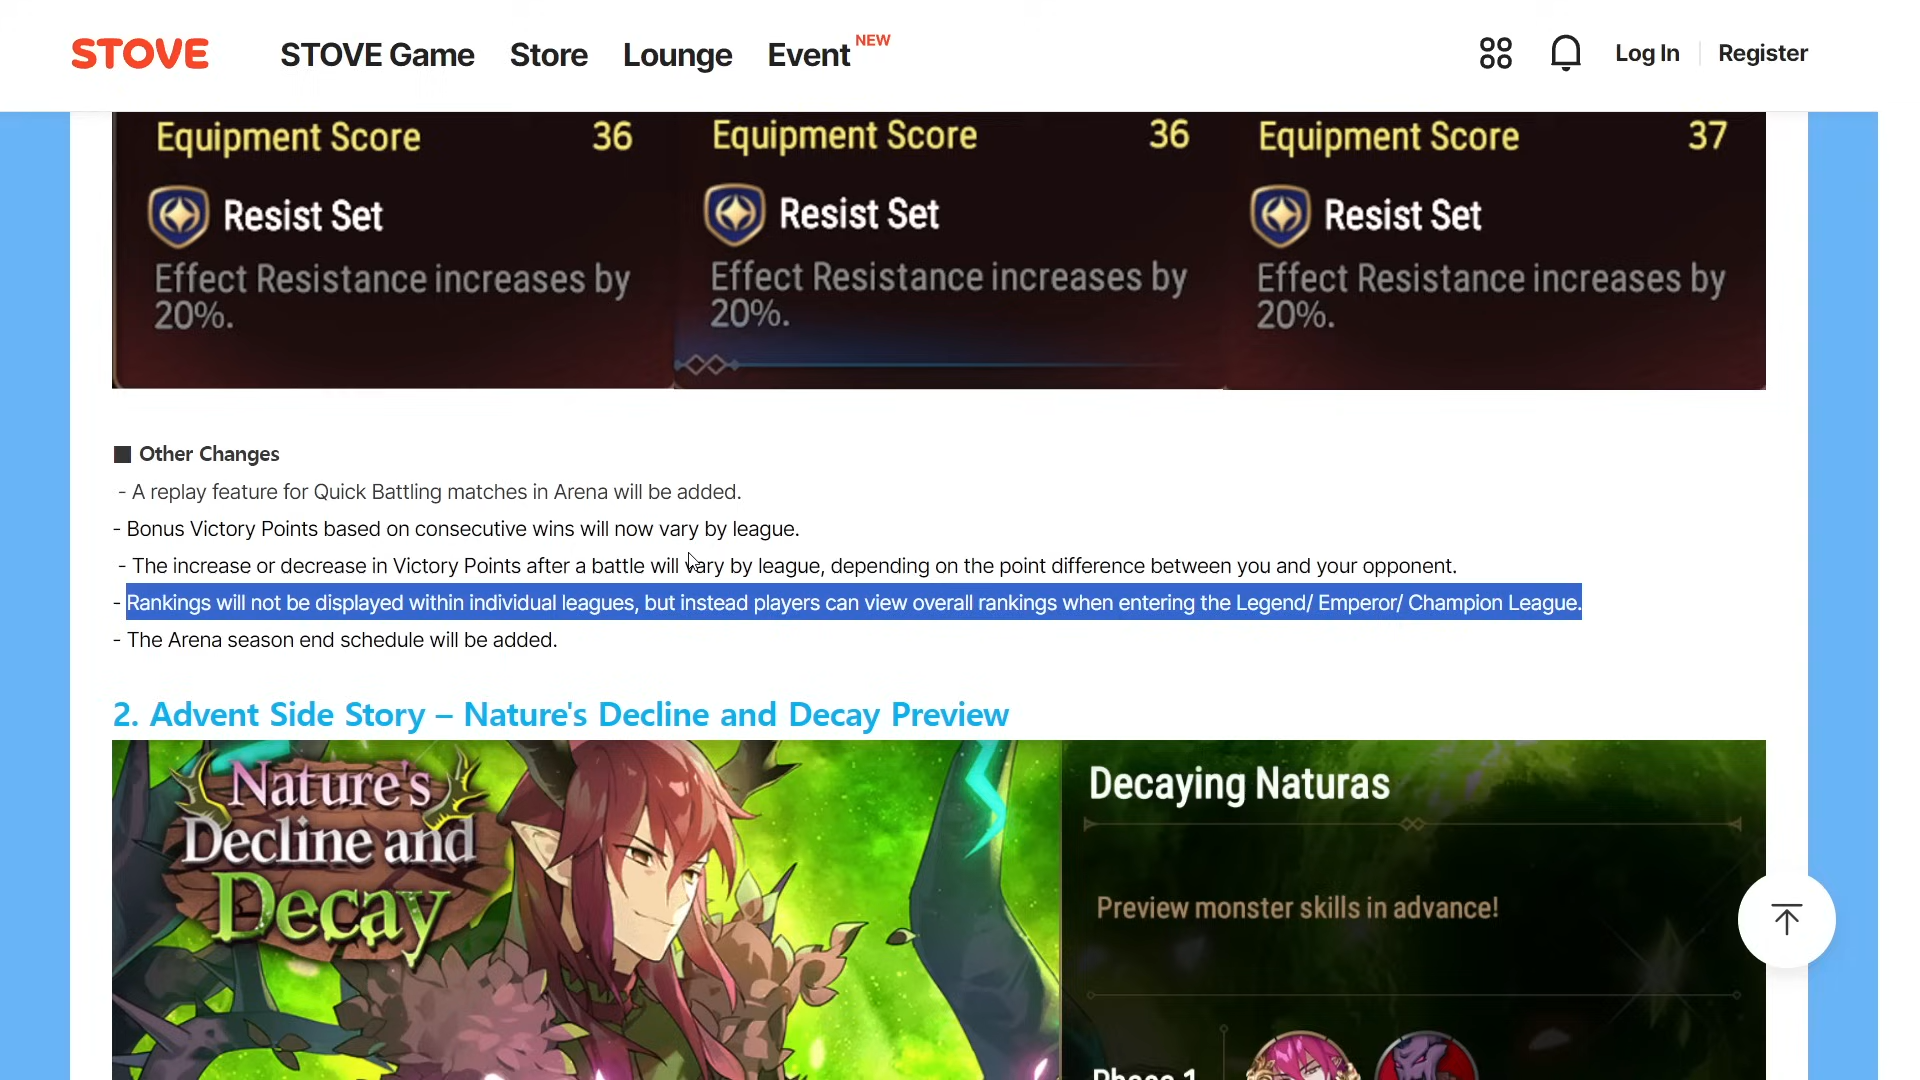 STOVE
STOVE Game
Store
Lounge
Event
NEW
Log In
Register
Equipment Score 36
Resist Set
Effect Resistance increases by
20%.
Equipment Score 36
Resist Set
Effect Resistance increases by
20%.
Equipment Score 37
Resist Set
Effect Resistance increases by
20%.
■ Other Changes
- A replay feature for Quick Battling matches in Arena will be added.
- Bonus Victory Points based on consecutive wins will now vary by league.
- The increase or decrease in Victory Points after a battle will vary by league, depending on the point difference between you and your opponent.
- Rankings will not be displayed within individual leagues, but instead players can view overall rankings when entering the Legend/ Emperor/ Champion League.
- The Arena season end schedule will be added.
2. Advent Side Story – Nature's Decline and Decay Preview
Nature's
Decline and
Decay
Decaying Naturas
Preview monster skills in advance!
Phase 1